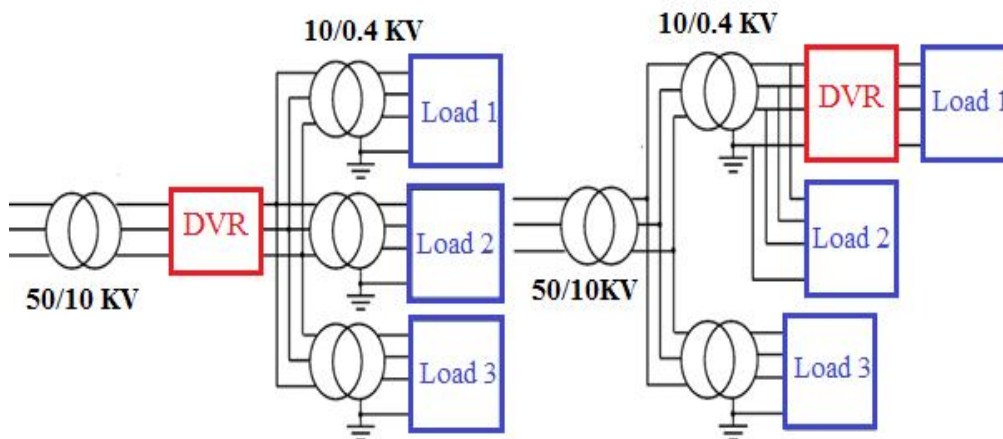 10/0.4 KV
Load 1
DVR
Load 2
50/10 KV
Load 3
10/0.4 KV
DVR
Load 1
Load 2
50/10KV
Load 3